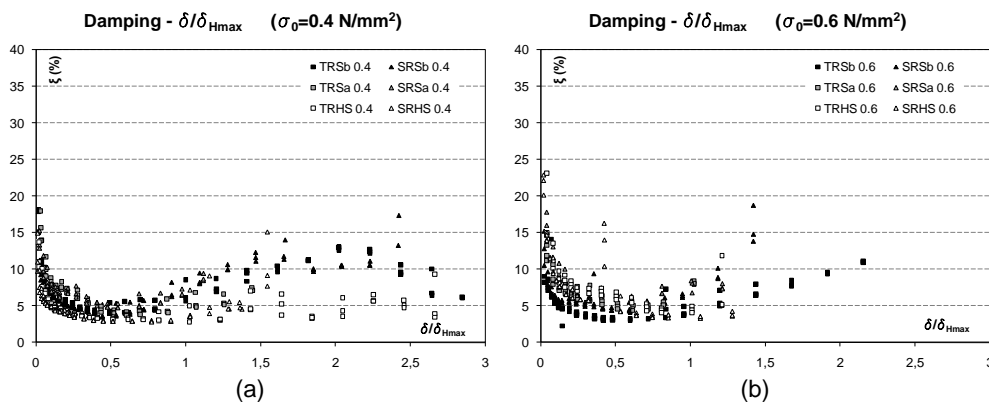 Damping - δ/δHmax (σ0=0.4 N/mm²)
40
35
30
25
20
15
10
5
0
ξ (%)
TRSb 0.4 SRSb 0.4
TRSa 0.4 SRSa 0.4
TRHS 0.4 SRHS 0.4
δ/δHmax
0 0,5 1 1,5 2 2,5 3
(a)
Damping - δ/δHmax (σ0=0.6 N/mm²)
40
35
30
25
20
15
10
5
0
ξ (%)
TRSb 0.6 SRSb 0.6
TRSa 0.6 SRSa 0.6
TRHS 0.6 SRHS 0.6
δ/δHmax
0 0,5 1 1,5 2 2,5 3
(b)